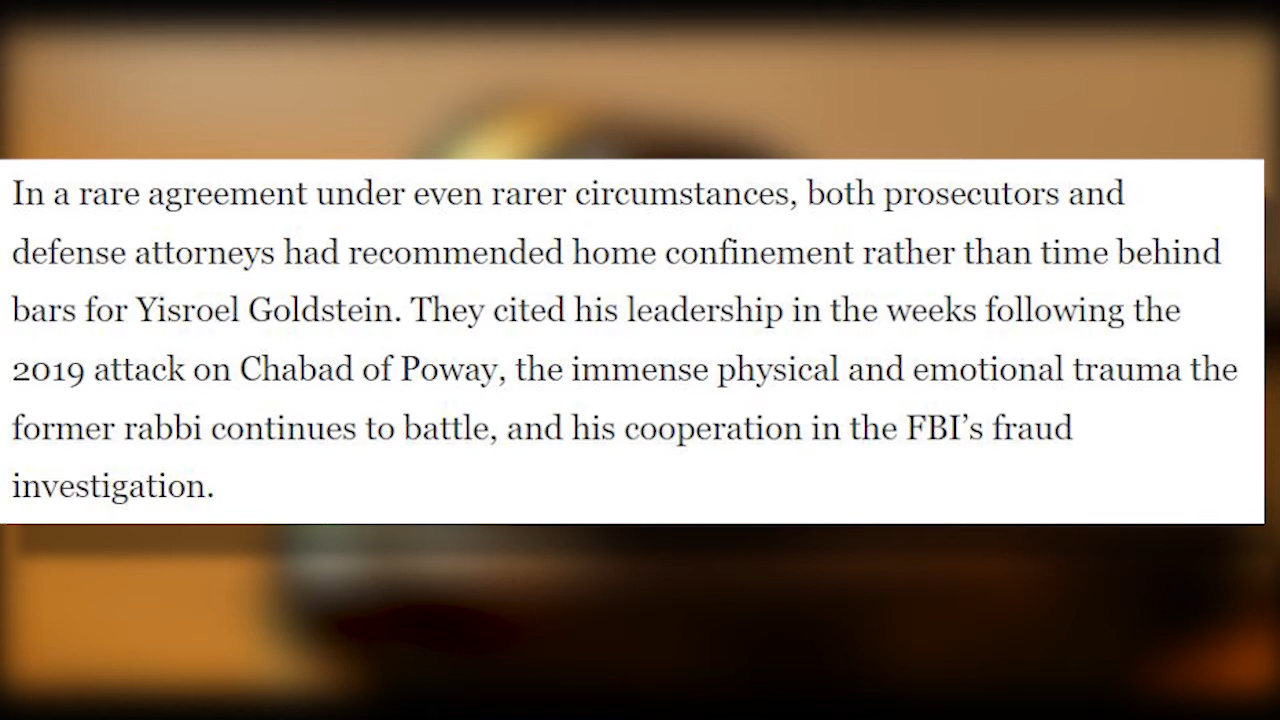 In a rare agreement under even rarer circumstances, both prosecutors and
defense attorneys had recommended home confinement rather than time behind
bars for Yisroel Goldstein. They cited his leadership in the weeks following the
2019 attack on Chabad of Poway, the immense physical and emotional trauma the
former rabbi continues to battle, and his cooperation in the FBI’s fraud
investigation.